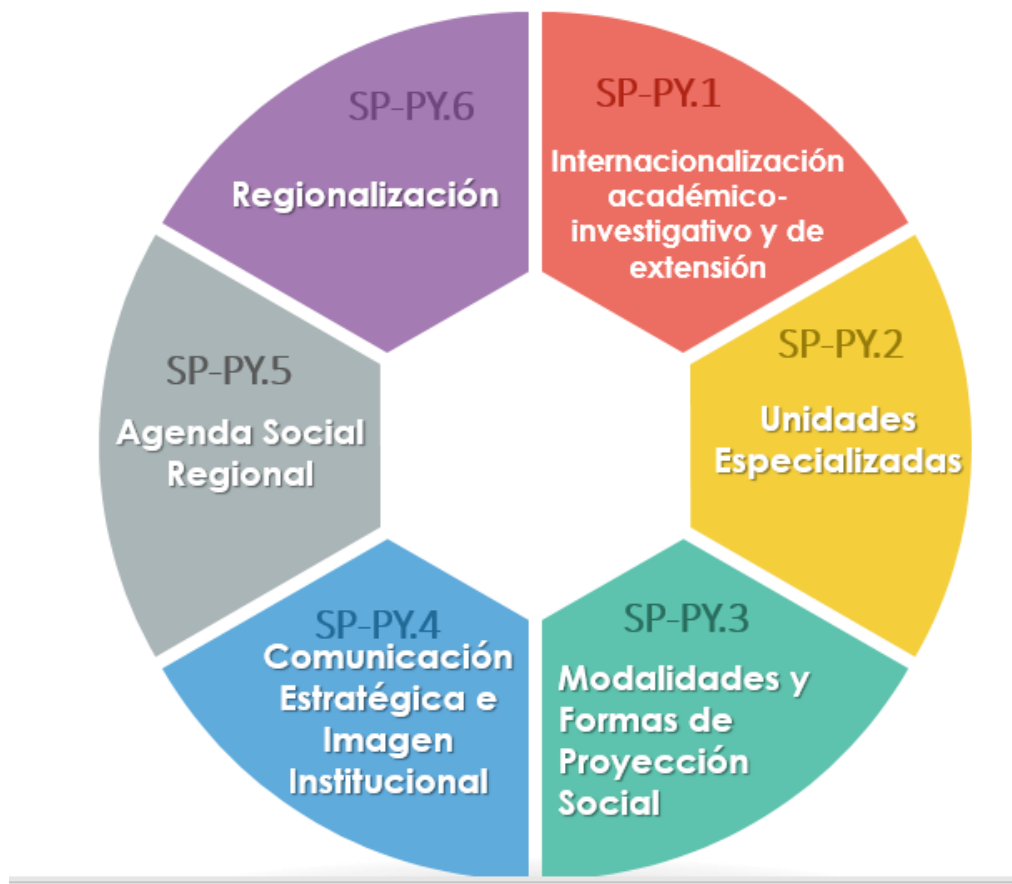 SP-PY.1
Internacionalización
académico-
investigativo y de
extensión
SP-PY.2
Unidades
Especializadas
SP-PY.3
Modalidades y
Formas de
Proyección
Social
SP-PY.4
Comunicación
Estratégica e
Imagen
Institucional
SP-PY.5
Agenda Social
Regional
SP-PY.6
Regionalización